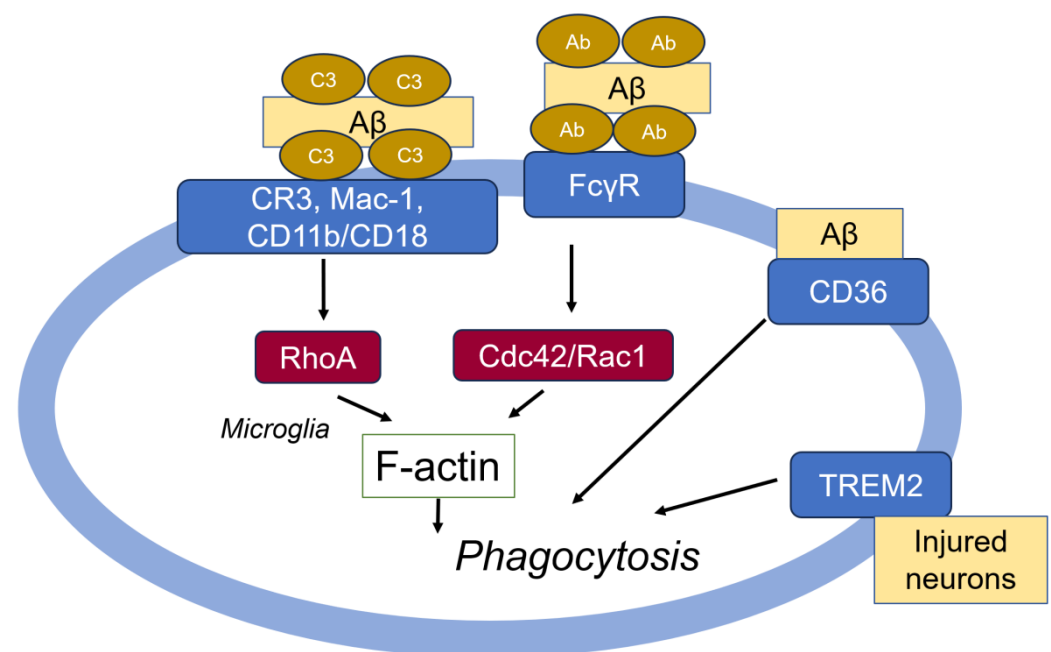 C3
C3
Aβ
C3
C3
CR3, Mac-1,
CD11b/CD18
Ab
Ab
Aβ
Ab
Ab
FcγR
Aβ
CD36
RhoA
Cdc42/Rac1
Microglia
F-actin
TREM2
Phagocytosis
Injured
neurons